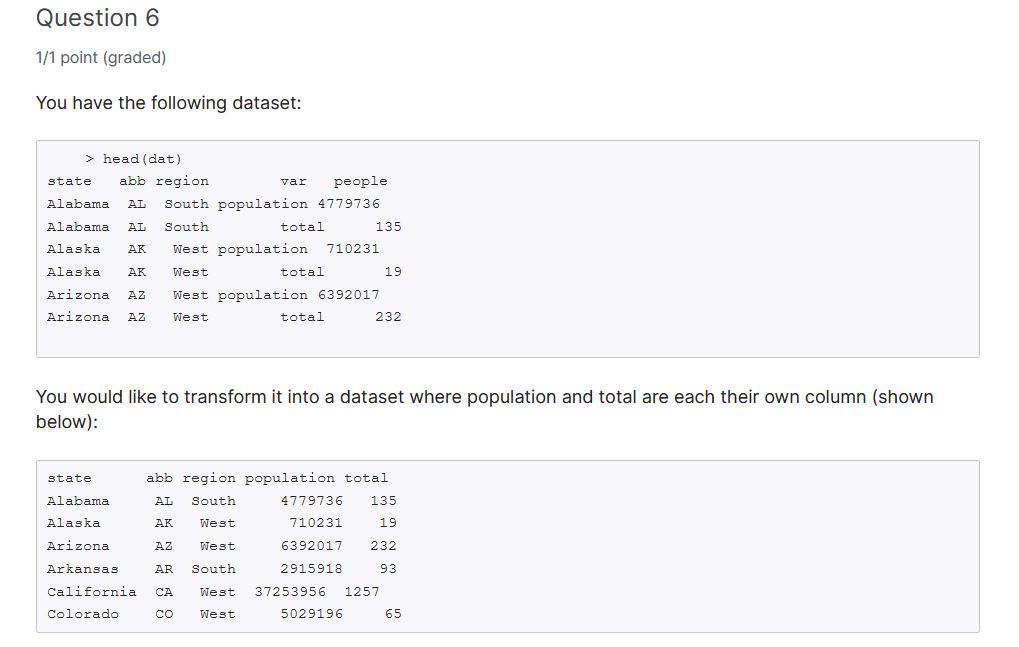 Question 6
1/1 point (graded)
You have the following dataset:
> head(dat)
state abb region var people
Alabama AL South population 4779736
Alabama AL South total 135
Alaska AK West population 710231
Alaska AK West total 19
Arizona AZ West population 6392017
Arizona AZ West total 232
You would like to transform it into a dataset where population and total are each their own column (shown
below):
state abb region population total
Alabama AL South 4779736 135
Alaska AK West 710231 19
Arizona AZ West 6392017 232
Arkansas AR South 2915918 93
California CA West 37253956 1257
Colorado CO West 5029196 65